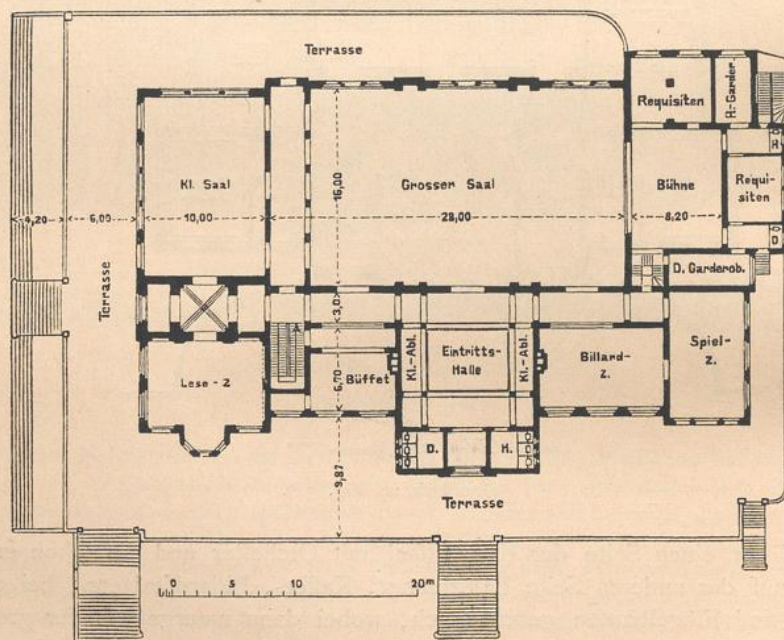 Terrasse
Requisiten
H.-Garder.
Kl. Saal
16,00
Grosser Saal
Bühne
H.
Requi-
siten
4,20
6,00
10,00
28,00
8,20
D.
D. Garderob.
Terrasse
3,0
Lese-Z
6,70
Büffet
Kl.-Abl.
Eintritts-
Halle
Kl.-Abl.
Billard-
Z.
Spiel-
Z.
D.
H.
9,87
Terrasse
0 5 10 20m